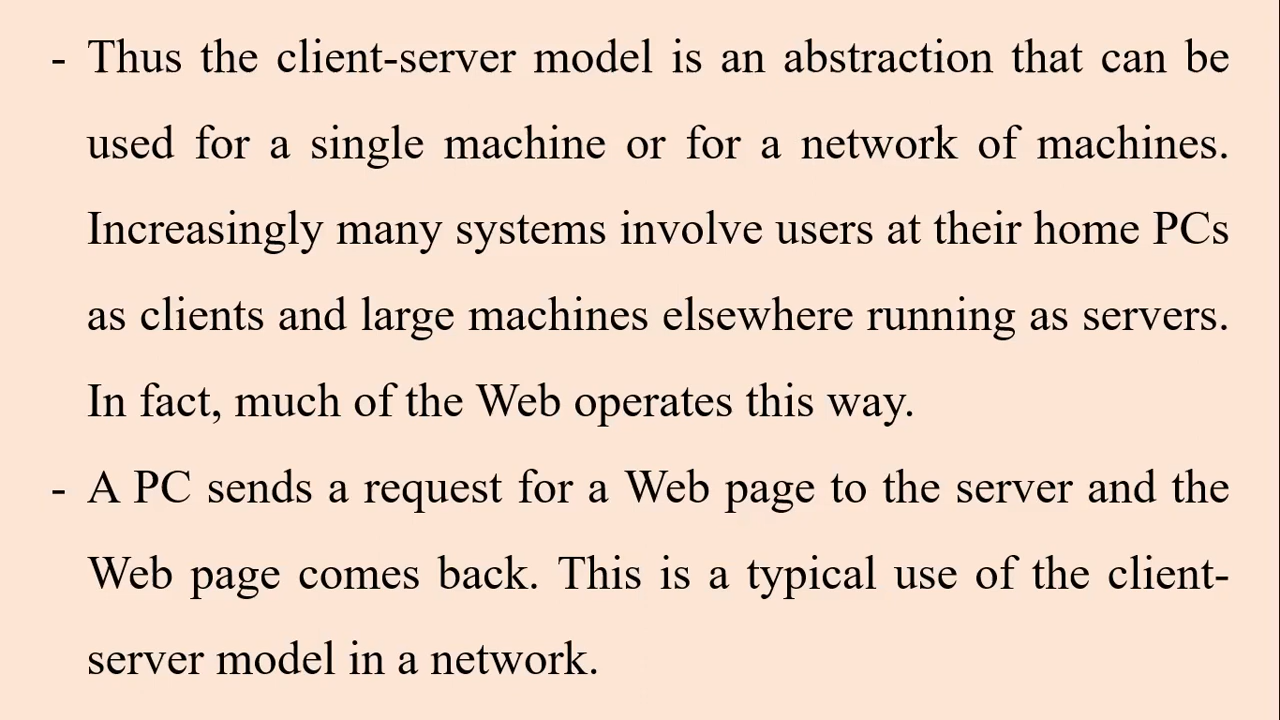 - Thus the client-server model is an abstraction that can be
used for a single machine or for a network of machines.
Increasingly many systems involve users at their home PCs
as clients and large machines elsewhere running as servers.
In fact, much of the Web operates this way.
- A PC sends a request for a Web page to the server and the
Web page comes back. This is a typical use of the client-
server model in a network.